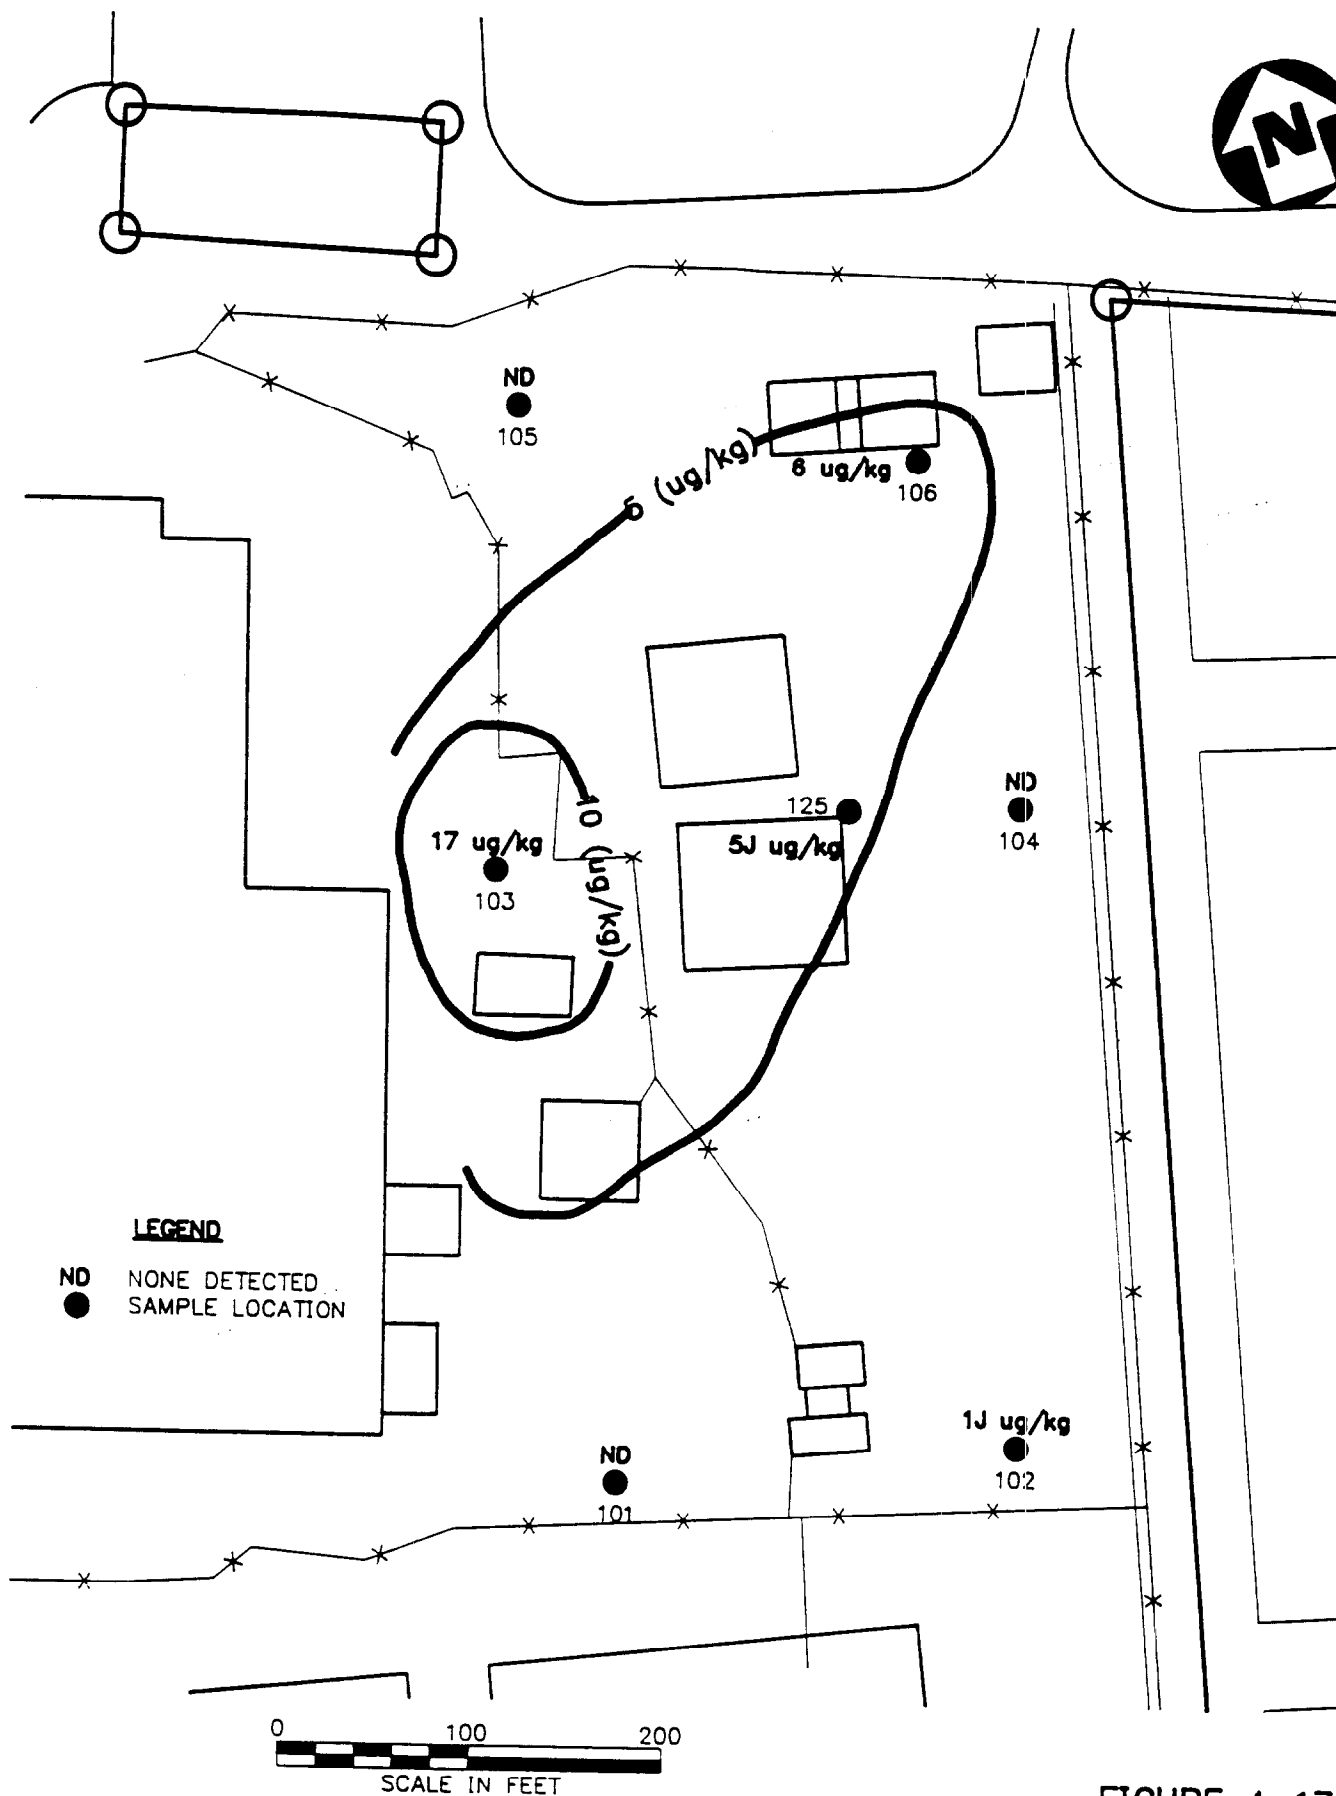 N
ND
105
5 (ug/kg)
6 ug/kg
106
10 (ug/kg)
17 ug/kg
103
125
5J ug/kg
ND
104
LEGEND
ND NONE DETECTED
SAMPLE LOCATION
1J ug/kg
102
ND
101
0 100 200
SCALE IN FEET